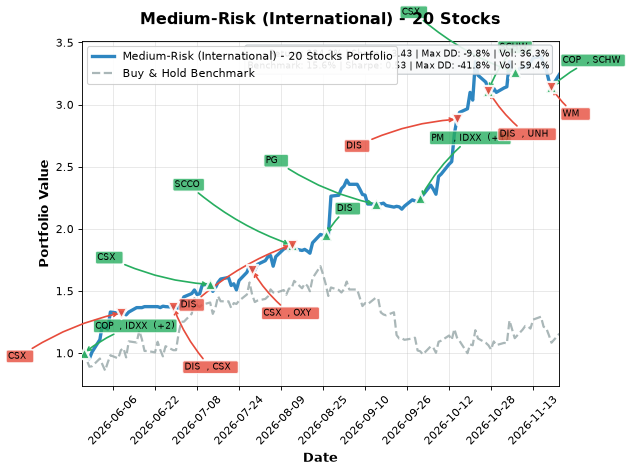 Medium-Risk (International) - 20 Stocks
CSX
3.5
Medium-Risk (International) - 20 Stocks Portfolio
Buy & Hold Benchmark
.43 | Max DD: -9.8% | Vol: 36.3%
53 | Max DD: -41.8% | Vol: 59.4%
SCHW
COP , SCHW
3.0
WM
DIS
PM , IDXX (+
DIS , UNH
PG
2.5
SCCO
DIS
2.0
CSX
1.5
DIS
CSX , OXY
COP , IDXX (+2)
1.0
CSX
DIS , CSX
Portfolio Value
2026-06-06
2026-06-22
2026-07-08
2026-07-24
2026-08-09
2026-08-25
2026-09-10
2026-09-26
2026-10-12
2026-10-28
2026-11-13
Date